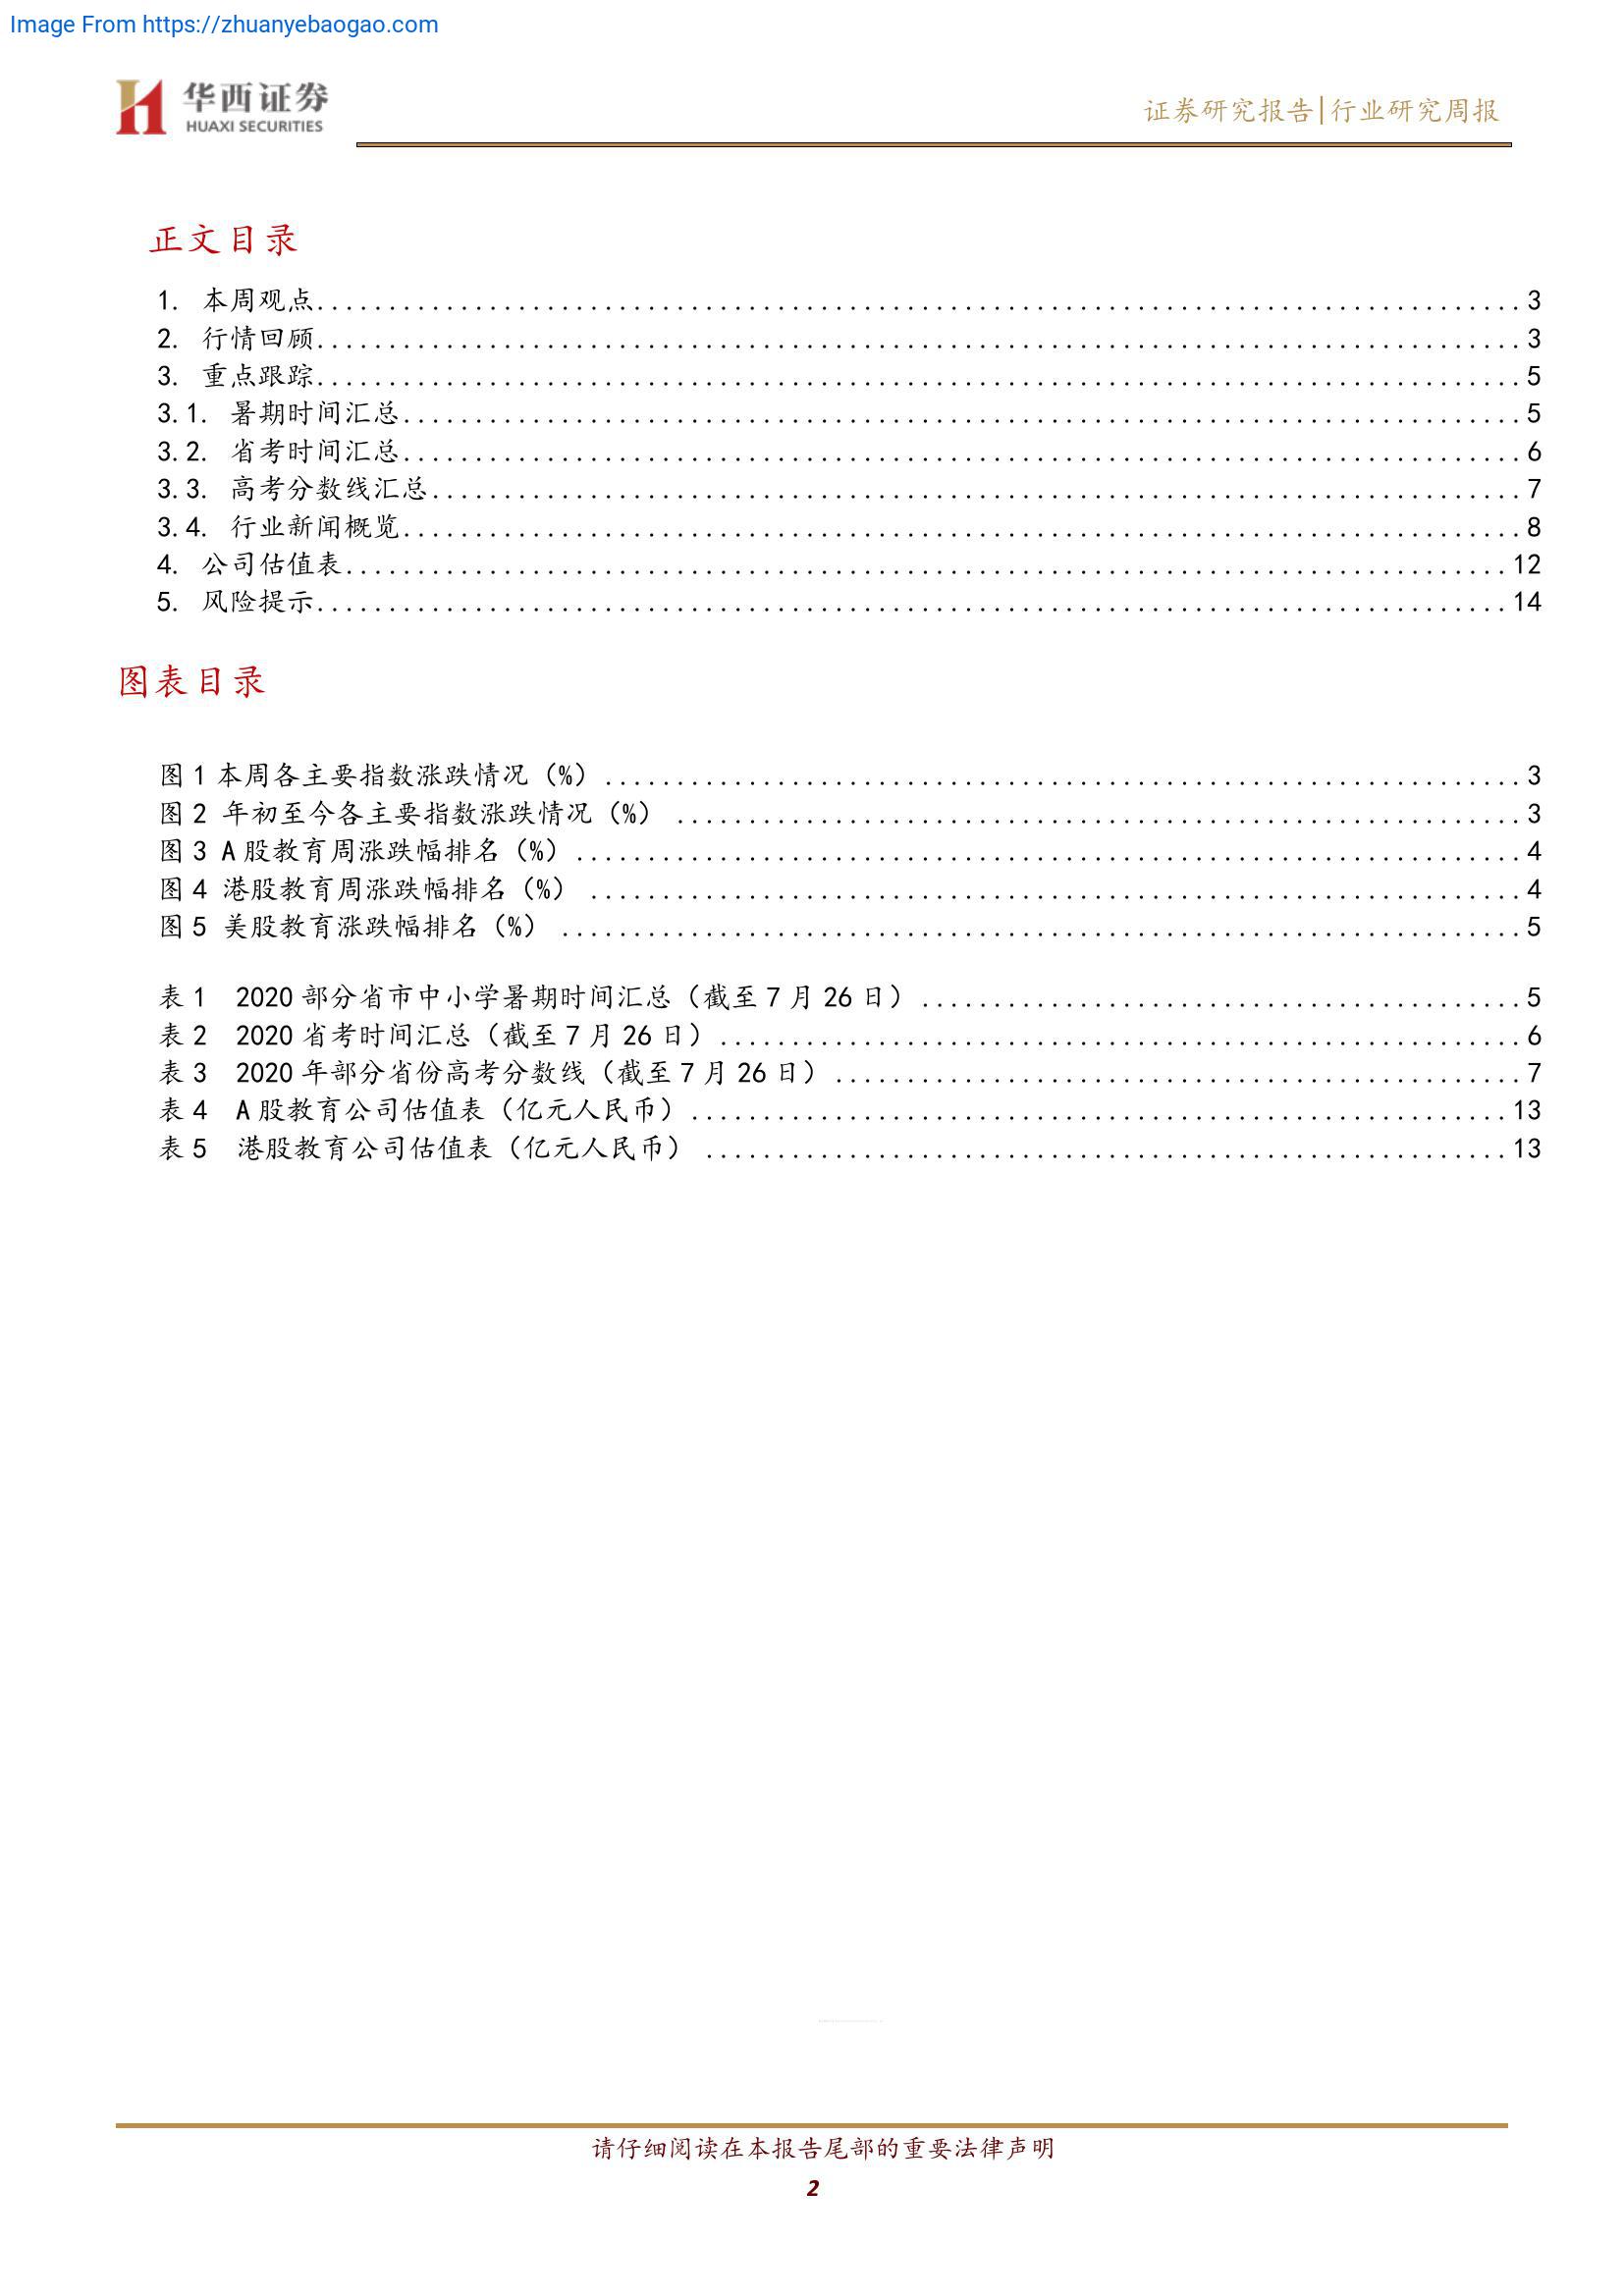 Image From https://zhuanyebaogao.com
华西证券
HUAXI SECURITIES
证券研究报告|行业研究周报
正文目录
1. 本周观点....................................................................................3
2. 行情回顾....................................................................................3
3. 重点跟踪....................................................................................5
3.1. 暑期时间汇总..............................................................................5
3.2. 省考时间汇总..............................................................................6
3.3. 高考分数线汇总............................................................................7
3.4. 行业新闻概览..............................................................................8
4. 公司估值表.................................................................................12
5. 风险提示...................................................................................14
图表目录
图 1 本周各主要指数涨跌情况（%）................................................................3
图 2 年初至今各主要指数涨跌情况（%） ...........................................................3
图 3 A 股教育周涨跌幅排名（%）..................................................................4
图 4 港股教育周涨跌幅排名（%） .................................................................4
图 5 美股教育涨跌幅排名（%） ...................................................................5
表 1 2020 部分省市中小学暑期时间汇总（截至 7 月 26 日）..........................................5
表 2 2020 省考时间汇总（截至 7 月 26 日）........................................................6
表 3 2020 年部分省份高考分数线（截至 7 月 26 日）................................................7
表 4 A 股教育公司估值表（亿元人民币）.........................................................13
表 5 港股教育公司估值表（亿元人民币） ........................................................13
请仔细阅读在本报告尾部的重要法律声明
2